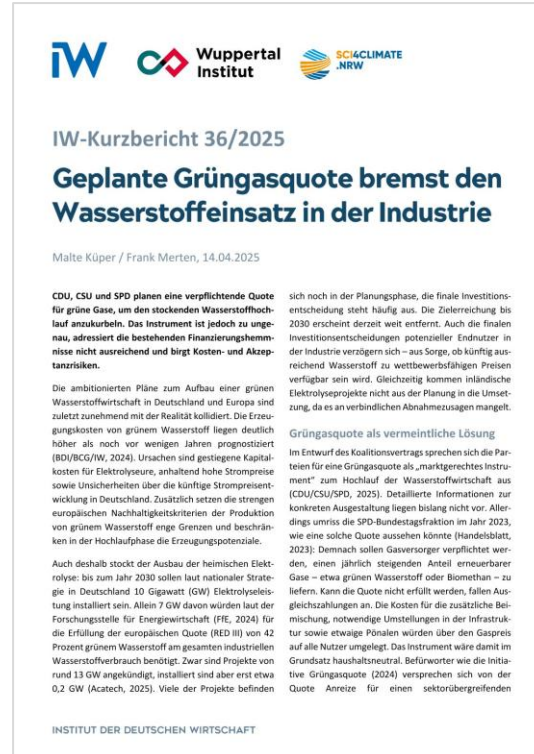 iW
Wuppertal
Institut
SCI4CLIMATE
.NRW
IW-Kurzbericht 36/2025
Geplante Grüngasquote bremst den
Wasserstoffeinsatz in der Industrie
Malte Küper / Frank Merten, 14.04.2025
CDU, CSU und SPD planen eine verpflichtende Quote
für grüne Gase, um den stockenden Wasserstoffhoch-
lauf anzukurbeln. Das Instrument ist jedoch zu unge-
nau, adressiert die bestehenden Finanzierungshemm-
nisse nicht ausreichend und birgt Kosten- und Akzep-
tanzrisiken.
Die ambitionierten Pläne zum Aufbau einer grünen
Wasserstoffwirtschaft in Deutschland und Europa sind
zuletzt zunehmend mit der Realität kollidiert. Die Erzeu-
gungskosten von grünem Wasserstoff liegen deutlich
höher als noch vor wenigen Jahren prognostiziert
(BDI/BCG/IW, 2024). Ursachen sind gestiegene Kapital-
kosten für Elektrolyseure, anhaltend hohe Strompreise
sowie Unsicherheiten über die künftige Strompreisent-
wicklung in Deutschland. Zusätzlich setzen die strengen
europäischen Nachhaltigkeitskriterien der Produktion
von grünem Wasserstoff enge Grenzen und beschrän-
ken in der Hochlaufphase die Erzeugungspotenziale.
Auch deshalb stockt der Ausbau der heimischen Elekt-
rolyse: bis zum Jahr 2030 sollen laut nationaler Strate-
gie in Deutschland 10 Gigawatt (GW) Elektrolyseleis-
tung installiert sein. Allein 7 GW davon würden laut der
Forschungsstelle für Energiewirtschaft (FfE, 2024) für
die Erfüllung der europäischen Quote (RED III) von 42
Prozent grünem Wasserstoff am gesamten industriellen
Wasserstoffverbrauch benötigt. Zwar sind Projekte von
rund 13 GW angekündigt, installiert sind aber erst etwa
0,2 GW (Acatech, 2025). Viele der Projekte befinden
sich noch in der Planungsphase, die finale Investitions-
entscheidung steht häufig aus. Die Zielerreichung bis
2030 erscheint derzeit weit entfernt. Auch die finalen
Investitionsentscheidungen potenzieller Endnutzer in
der Industrie verzögern sich – aus Sorge, ob künftig aus-
reichend Wasserstoff zu wettbewerbsfähigen Preisen
verfügbar sein wird. Gleichzeitig kommen inländische
Elektrolyseprojekte nicht aus der Planung in die Umset-
zung, da es an verbindlichen Abnahmezusagen mangelt.
Grüngasquote als vermeintliche Lösung
Im Entwurf des Koalitionsvertrags sprechen sich die Par-
teien für eine Grüngasquote als „marktgerechtes Instru-
ment" zum Hochlauf der Wasserstoffwirtschaft aus
(CDU/CSU/SPD, 2025). Detaillierte Informationen zur
konkreten Ausgestaltung liegen bislang nicht vor. Aller-
dings umriss die SPD-Bundestagsfraktion im Jahr 2023,
wie eine solche Quote aussehen könnte (Handelsblatt,
2023): Demnach sollen Gasversorger verpflichtet wer-
den, einen jährlich steigenden Anteil erneuerbarer
Gase – etwa grünen Wasserstoff oder Biomethan – zu
liefern. Kann die Quote nicht erfüllt werden, fallen Aus-
gleichszahlungen an. Die Kosten für die zusätzliche Bei-
mischung, notwendige Umstellungen in der Infrastruk-
tur sowie etwaige Pönalen würden über den Gaspreis
auf alle Nutzer umgelegt. Das Instrument wäre damit im
Grundsatz haushaltsneutral. Befürworter wie die Initia-
tive Grüngasquote (2024) versprechen sich von der
Quote Anreize für einen sektorübergreifenden
INSTITUT DER DEUTSCHEN WIRTSCHAFT